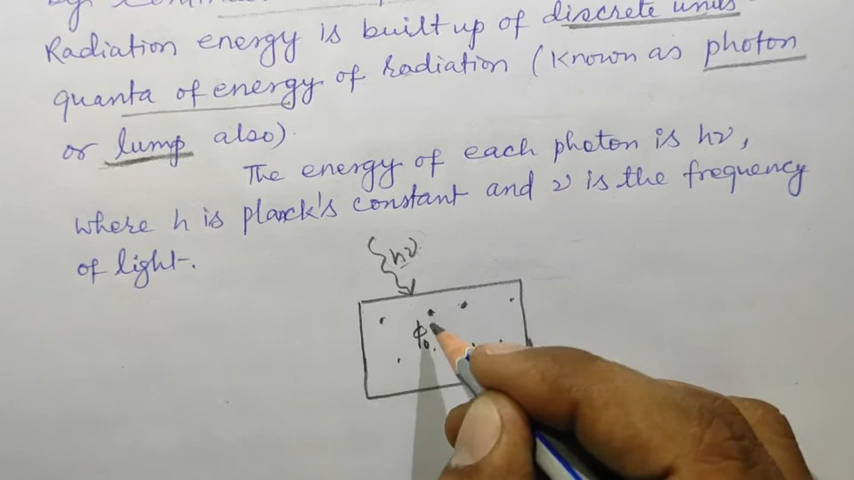 Radiation energy is built up of discrete units
quanta of energy of radiation (known as photon
or lump also).
The energy of each photon is hν,
where h is planck's constant and ν is the frequency
of light.
hν
ϕ₀